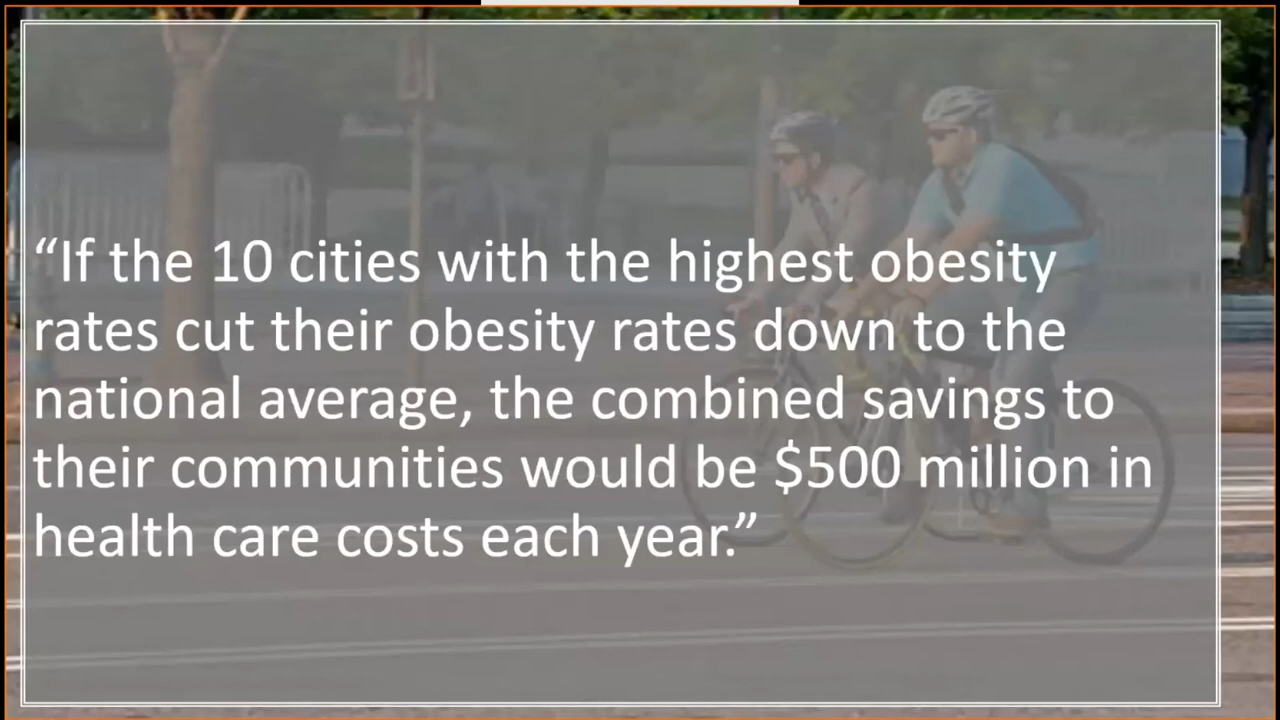 “If the 10 cities with the highest obesity
rates cut their obesity rates down to the
national average, the combined savings to
their communities would be $500 million in
health care costs each year.”